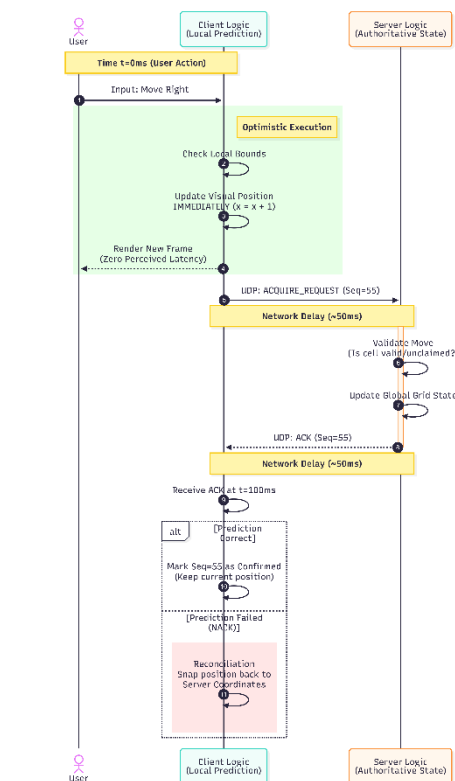 User
Client Logic
(Local Prediction)
Server Logic
(Authoritative State)
Time t=0ms (User Action)
1
Input: Move Right
Optimistic Execution
Check Local Bounds
2
Update Visual Position
IMMEDIATELY (x = x + 1)
3
Render New Frame
(Zero Perceived Latency)
4
UDP: ACQUIRE_REQUEST (Seq=55)
5
Network Delay (~50ms)
Validate Move
(Is cell valid/unclaimed?
6
Update Global Grid State
7
UDP: ACK (Seq=55)
8
Network Delay (~50ms)
Receive ACK at t=100ms
9
alt
[Prediction
Correct]
Mark Seq=55 as Confirmed
(Keep current position)
10
[Prediction Failed
(NACK)]
Reconciliation
Snap position back to
Server Coordinates
11
User
Client Logic
(Local Prediction)
Server Logic
(Authoritative State)